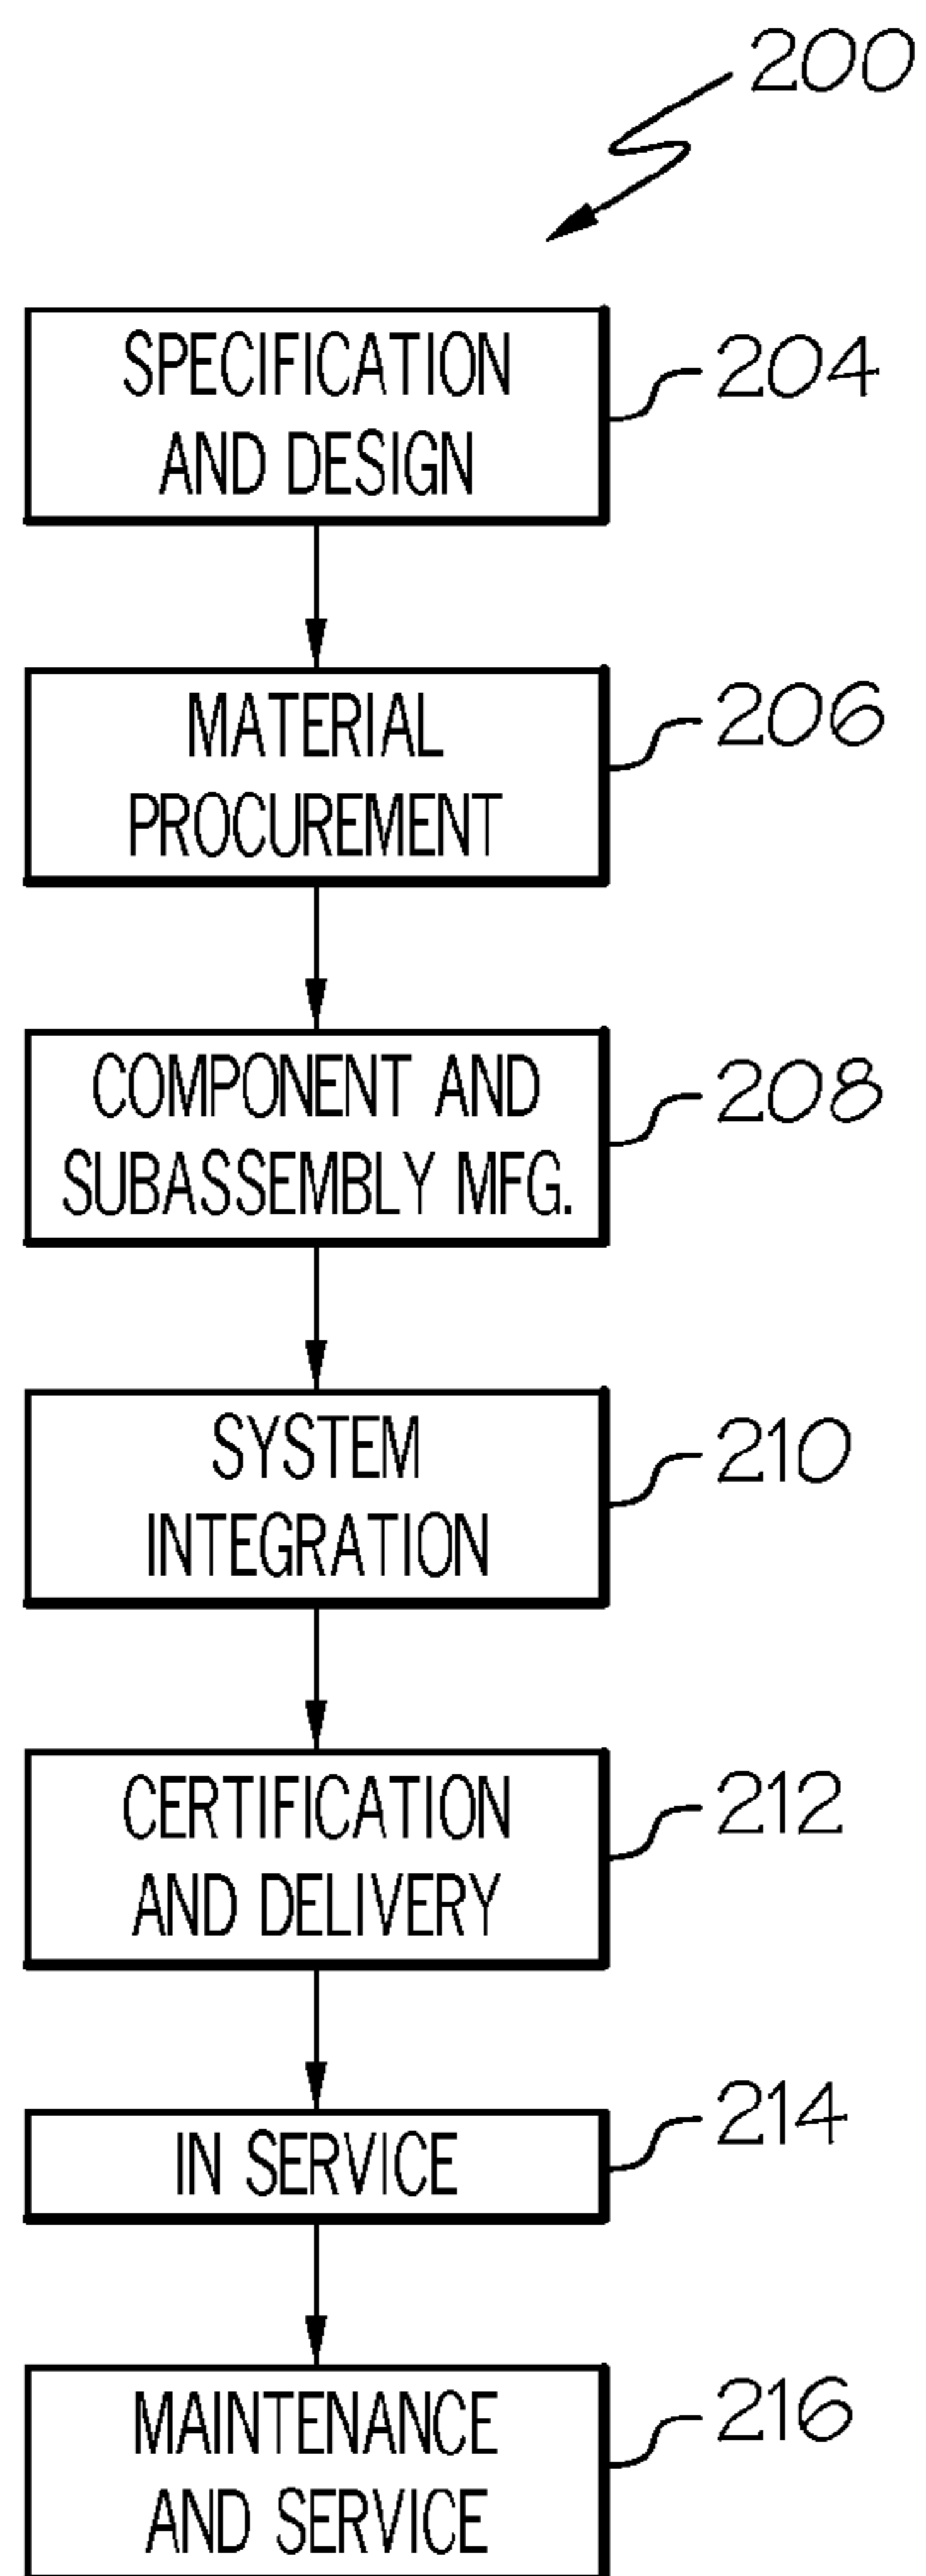 200
SPECIFICATION
AND DESIGN
204
MATERIAL
PROCUREMENT
206
COMPONENT AND
SUBASSEMBLY MFG.
208
SYSTEM
INTEGRATION
210
CERTIFICATION
AND DELIVERY
212
IN SERVICE
214
MAINTENANCE
AND SERVICE
216